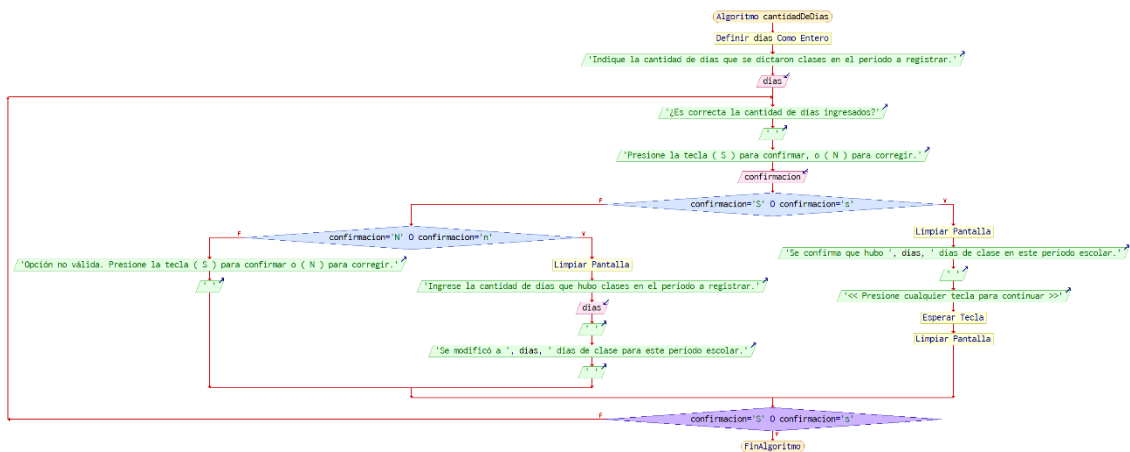 Algoritmo cantidadDeDias
Definir dias Como Entero
'Indique la cantidad de días que se dictaron clases en el período a registrar.'
dias
'¿Es correcta la cantidad de días ingresados?'
' '
'Presione la tecla ( S ) para confirmar, o ( N ) para corregir.'
confirmacion
F
confirmacion='S' O confirmacion='s'
V
F
confirmacion='N' O confirmacion='n'
V
'Opción no válida. Presione la tecla ( S ) para confirmar o ( N ) para corregir.'
' '
Limpiar Pantalla
'Ingrese la cantidad de días que hubo clases en el período a registrar.'
dias
' '
'Se modificó a ', dias, ' días de clase para este período escolar.'
' '
Limpiar Pantalla
'Se confirma que hubo ', dias, ' días de clase en este período escolar.'
' '
'<< Presione cualquier tecla para continuar >>'
Esperar Tecla
Limpiar Pantalla
F
confirmacion='S' O confirmacion='s'
V
FinAlgoritmo